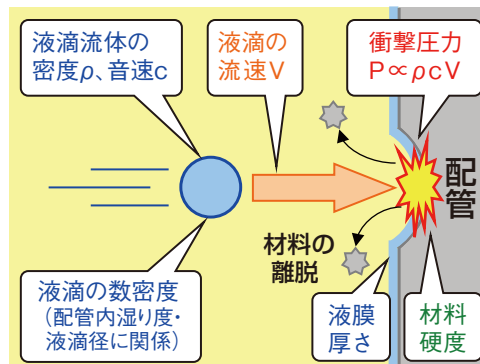 液滴流体の
密度ρ、音速c
液滴の
流速V
衝撃圧力
P∝ρcV
配管
材料の
離脱
液滴の数密度
(配管内湿り度・
液滴径に関係)
液膜
厚さ
材料
硬度